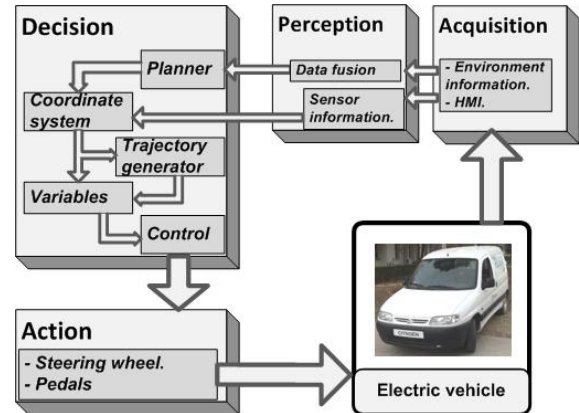 Decision
Planner
Coordinate
system
Trajectory
generator
Variables
Control
Perception
Data fusion
Sensor
information.
Acquisition
- Environment
information.
- HMI.
Action
- Steering wheel.
- Pedals
CITROËN
Electric vehicle